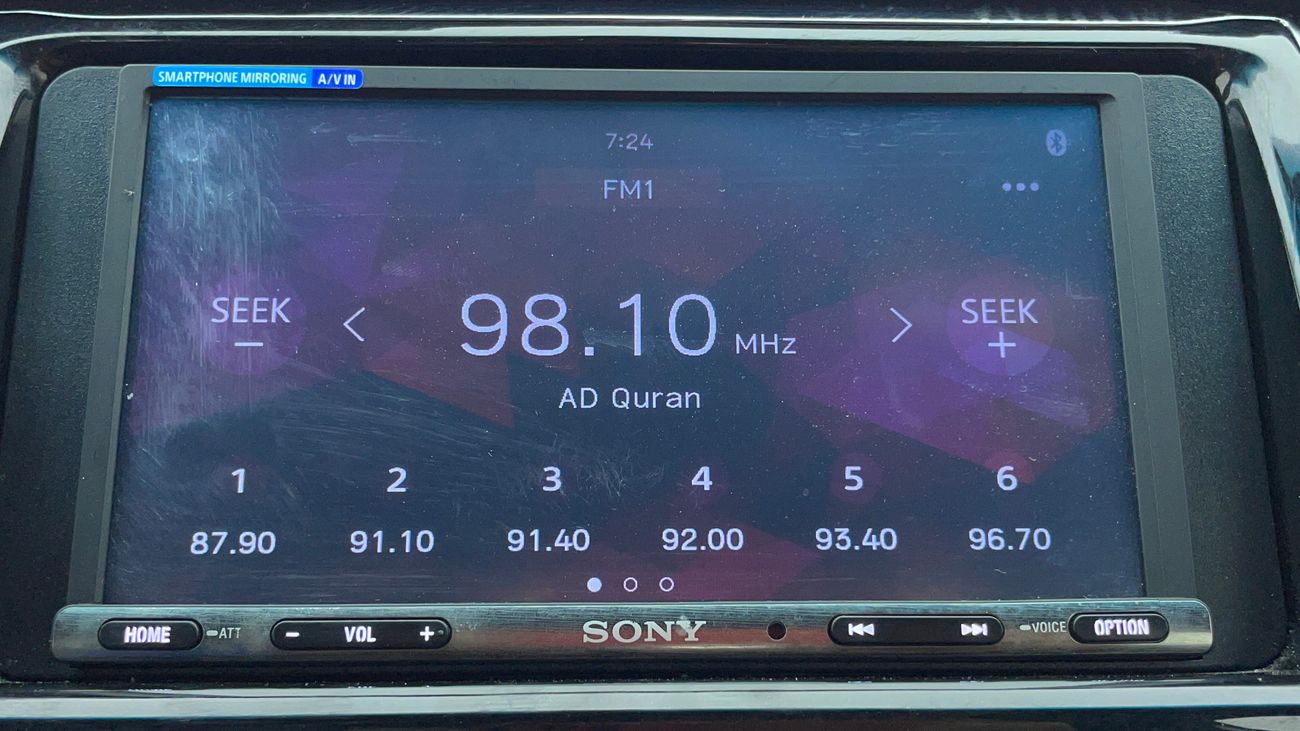 SMARTPHONE MIRRORING A/V IN
7:24
FM1
SEEK − < 98.10 MHz > SEEK +
AD Quran
1 2 3 4 5 6
87.90 91.10 91.40 92.00 93.40 96.70
HOME ATT − VOL + SONY VOICE OPTION